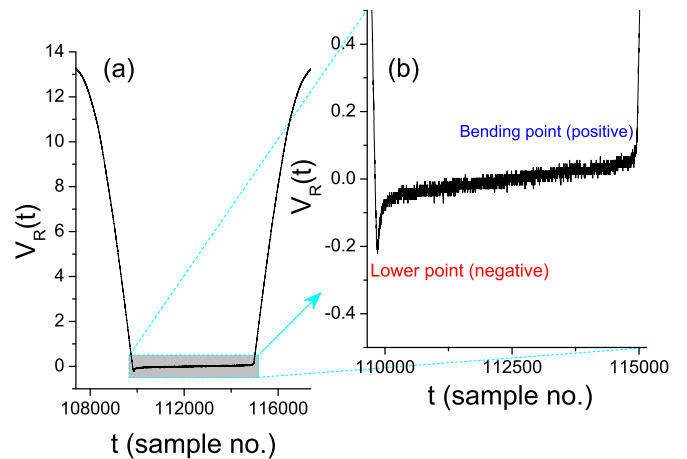 (a)
14
12
10
8
6
4
2
0
V_R(t)
108000 112000 116000
t (sample no.)
(b)
0.4
0.2
0.0
-0.2
-0.4
V_R(t)
Bending point (positive)
Lower point (negative)
110000 112500 115000
t (sample no.)